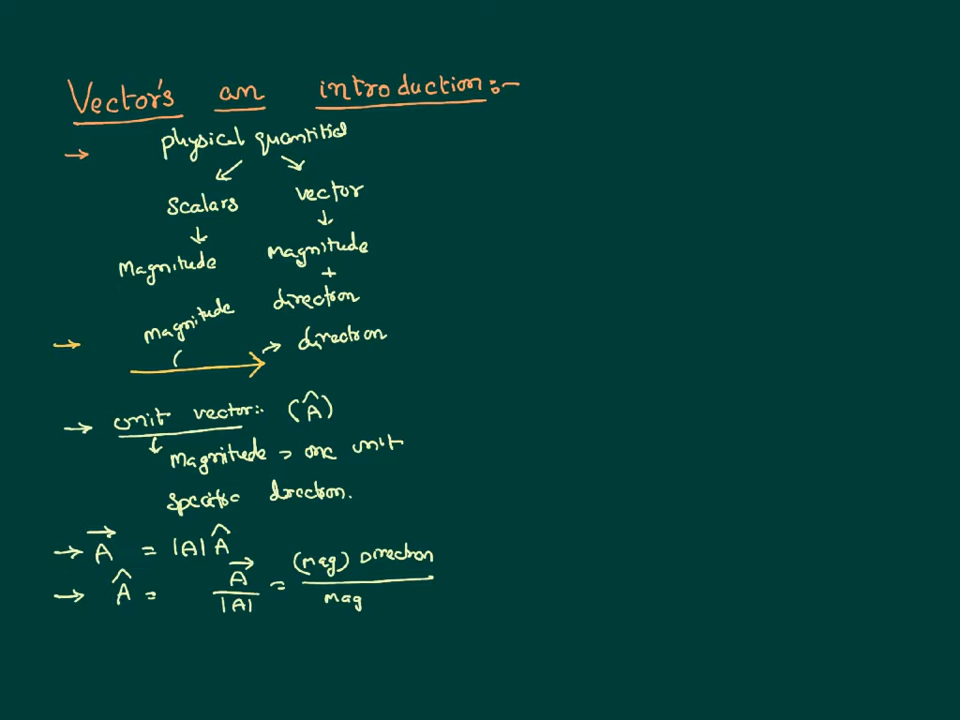 Vector's an introduction:-
→ physical quantities
Scalars vector
Magnitude Magnitude
+
direction
Magnitude
→ → direction
→ unit vector:- (Â)
Magnitude = one unit
specific direction.
→ A⃗ = |A| Â
→ Â = A⃗ / |A| = (mag) Direction / mag